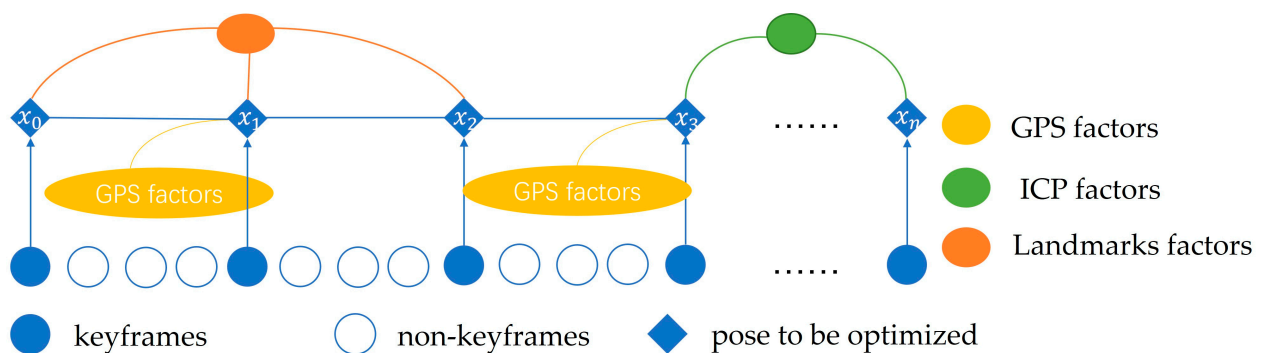 x0 x1 x2 x3 ...... xn
GPS factors
GPS factors GPS factors
ICP factors
Landmarks factors
......
keyframes non-keyframes pose to be optimized